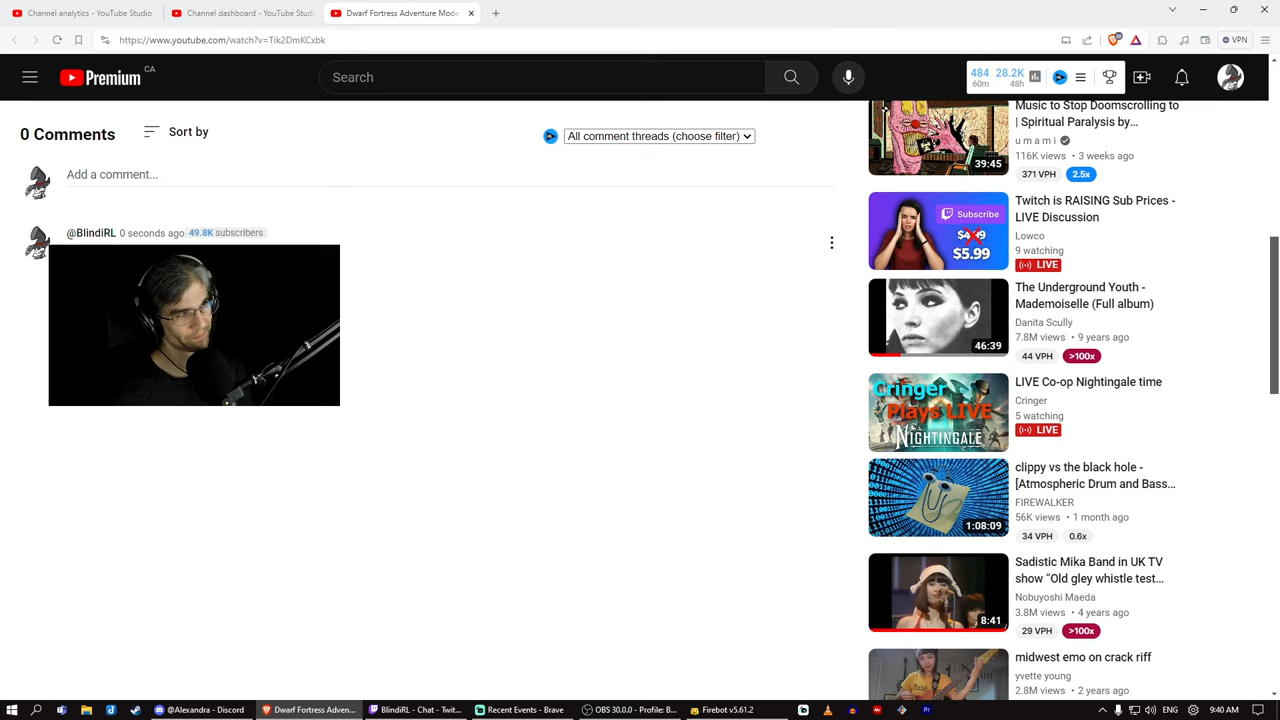 Channel analytics - YouTube Studio
Channel dashboard - YouTube Studi
Dwarf Fortress Adventure Mode
https://www.youtube.com/watch?v=Tik2DmKCxbk
VPN
Premium CA
Search
484 28.2K
60m 48h
0 Comments
Sort by
All comment threads (choose filter)
Add a comment...
@BlindiRL 0 seconds ago 49.8K subscribers
Music to Stop Doomscrolling to
| Spiritual Paralysis by...
u m a m i
116K views • 3 weeks ago
371 VPH 2.5x
39:45
Twitch is RAISING Sub Prices -
LIVE Discussion
Lowco
9 watching
LIVE
Subscribe
$4.99
$5.99
The Underground Youth -
Mademoiselle (Full album)
Danita Scully
7.8M views • 9 years ago
44 VPH >100x
46:39
LIVE Co-op Nightingale time
Cringer
5 watching
LIVE
Cringer
Plays LIVE
NIGHTINGALE
clippy vs the black hole -
[Atmospheric Drum and Bass...
FIREWALKER
56K views • 1 month ago
34 VPH 0.6x
1:08:09
Sadistic Mika Band in UK TV
show "Old gley whistle test...
Nobuyoshi Maeda
3.8M views • 4 years ago
29 VPH >100x
8:41
midwest emo on crack riff
yvette young
2.8M views • 2 years ago
@Alexandra - Discord
Dwarf Fortress Adven...
BlindiRL - Chat - Twit...
Recent Events - Brave
OBS 30.0.0 - Profile: B...
Firebot v5.61.2
ENG
9:40 AM